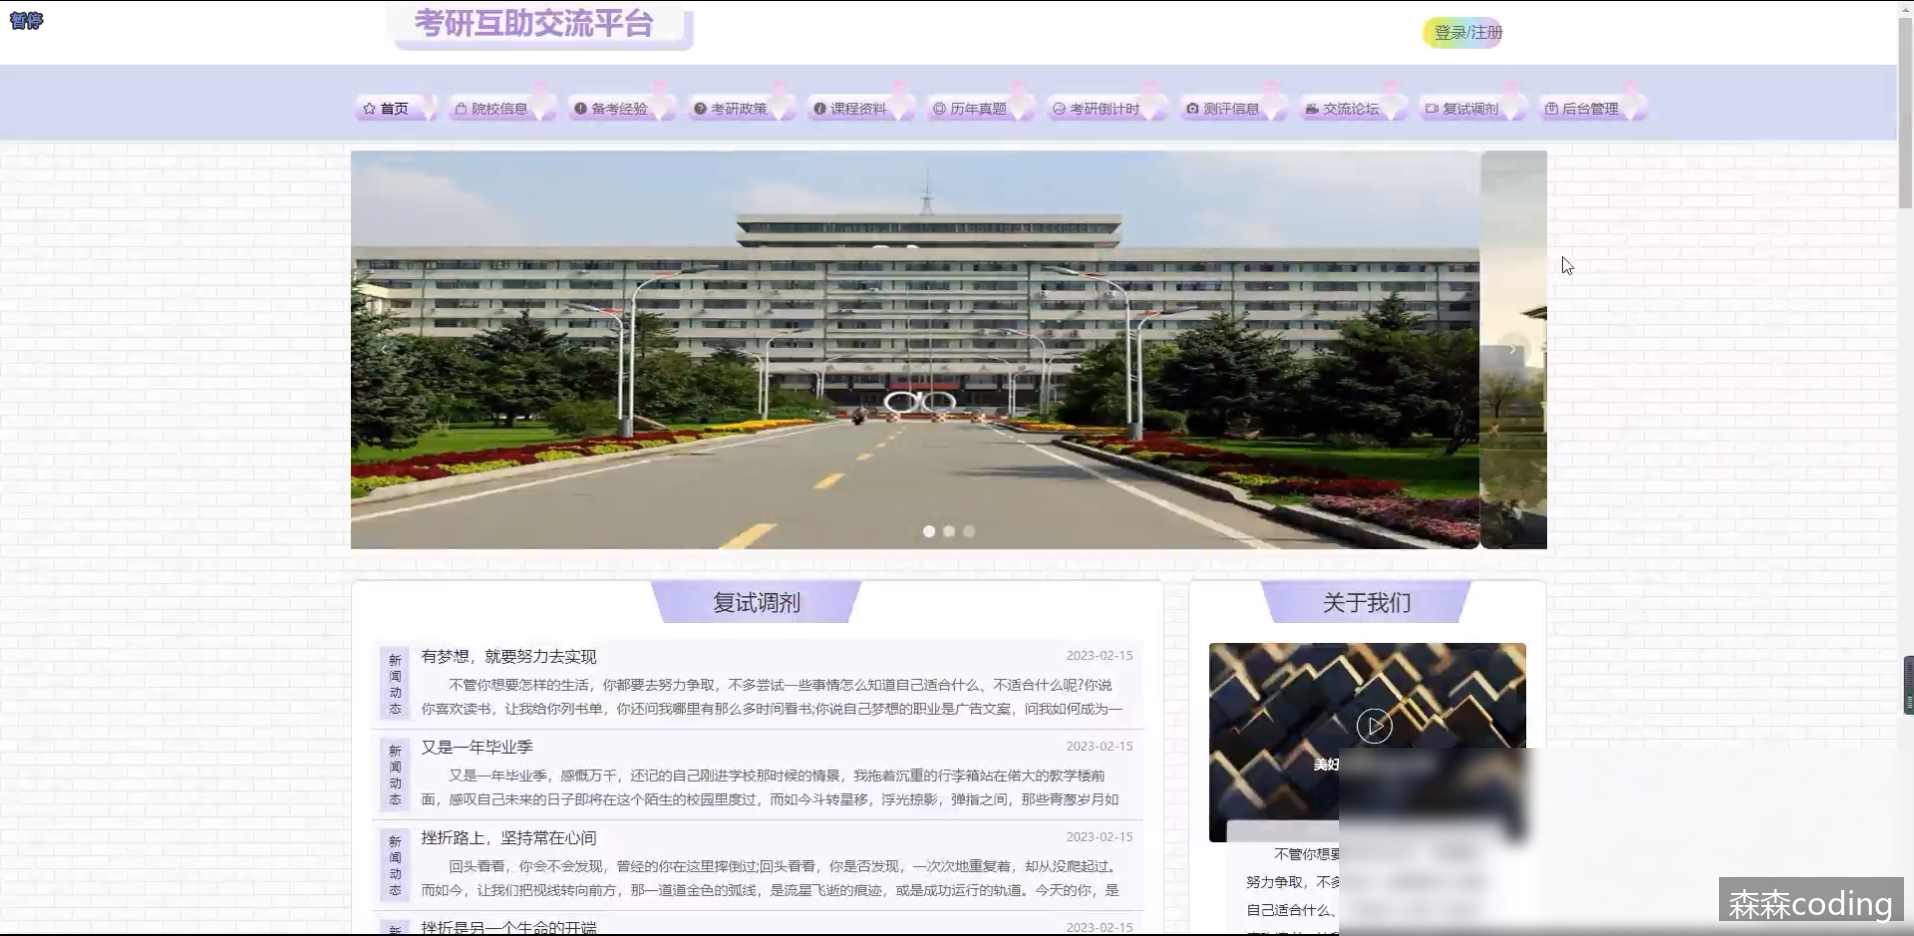 暂停
考研互助交流平台
登录/注册
首页 院校信息 备考经验 考研政策 课程资料 历年真题 考研倒计时 测评信息 交流论坛 复试调剂 后台管理
复试调剂
新闻动态
有梦想，就要努力去实现 2023-02-15
不管你想要怎样的生活，你都要去努力争取，不多尝试一些事情怎么知道自己适合什么、不适合什么呢?你说
你喜欢读书，让我给你列书单，你还问我哪里有那么多时间看书;你说自己梦想的职业是广告文案，问我如何成为一
新闻动态
又是一年毕业季 2023-02-15
又是一年毕业季，感慨万千，还记的自己刚进学校那时候的情景，我拖着沉重的行李箱站在偌大的教学楼前
面，感叹自己未来的日子即将在这个陌生的校园里度过，而如今斗转星移，浮光掠影，弹指之间，那些青葱岁月如
新闻动态
挫折路上，坚持常在心间 2023-02-15
回头看看，你会不会发现，曾经的你在这里摔倒过;回头看看，你是否发现，一次次地重复着，却从没爬起过。
而如今，让我们把视线转向前方，那一道道金色的弧线，是流星飞逝的痕迹，或是成功运行的轨道。今天的你，是
新
挫折是另一个生命的开端 2023-02-15
关于我们
美好
不管你想要
努力争取，不多
自己适合什么、
森森coding